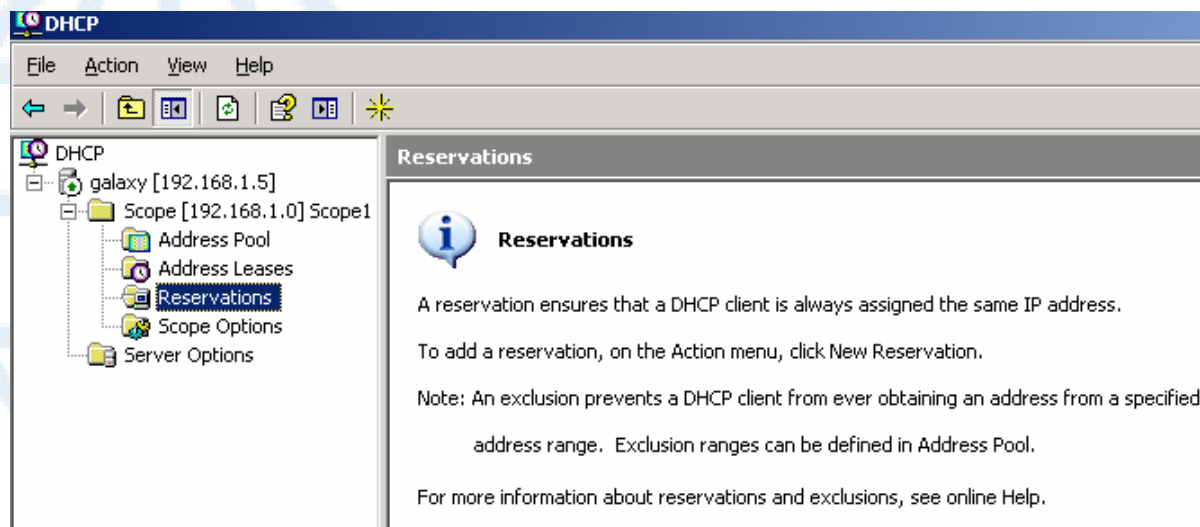 DHCP
File Action View Help
DHCP
galaxy [192.168.1.5]
Scope [192.168.1.0] Scope1
Address Pool
Address Leases
Reservations
Scope Options
Server Options
Reservations
Reservations
A reservation ensures that a DHCP client is always assigned the same IP address.
To add a reservation, on the Action menu, click New Reservation.
Note: An exclusion prevents a DHCP client from ever obtaining an address from a specified
address range. Exclusion ranges can be defined in Address Pool.
For more information about reservations and exclusions, see online Help.